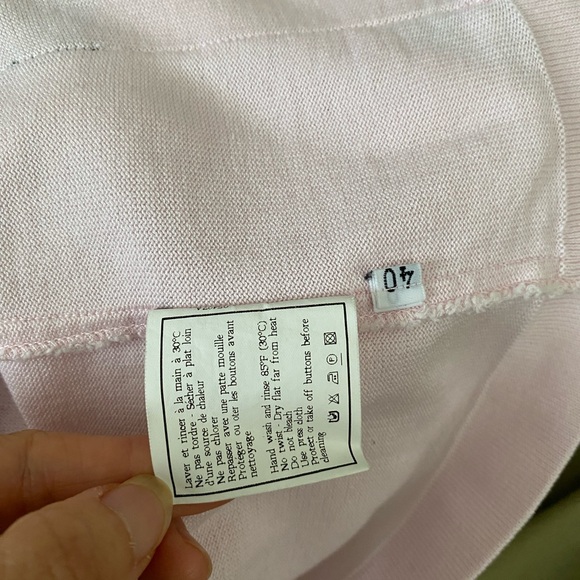 40
Laver et rincer à la main à 30°C
Ne pas tordre - Sécher à plat loin
d'une source de chaleur
Ne pas chlorer
Repasser avec une patte mouille
Protéger ou oter les boutons avant
nettoyage
Hand wash and rinse 85°F (30°C)
No twist - Dry flat far from heat
Do not bleach
Use press cloth
Protect or take off buttons before
cleaning